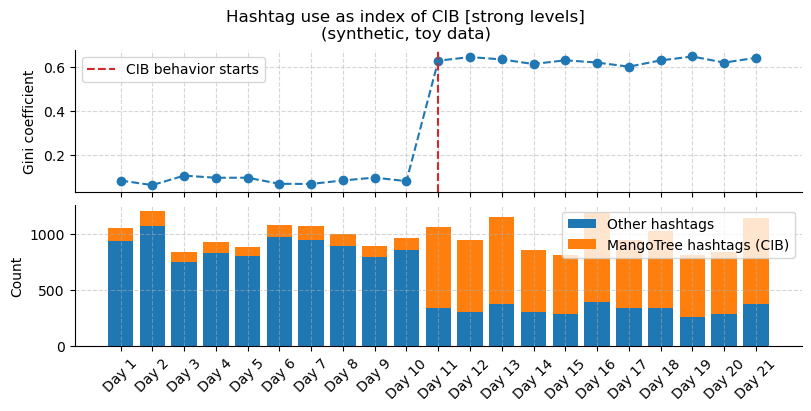 Hashtag use as index of CIB [strong levels]
(synthetic, toy data)
Gini coefficient
0.6
0.4
0.2
CIB behavior starts
Count
1000
500
0
Other hashtags
MangoTree hashtags (CIB)
Day 1
Day 2
Day 3
Day 4
Day 5
Day 6
Day 7
Day 8
Day 9
Day 10
Day 11
Day 12
Day 13
Day 14
Day 15
Day 16
Day 17
Day 18
Day 19
Day 20
Day 21